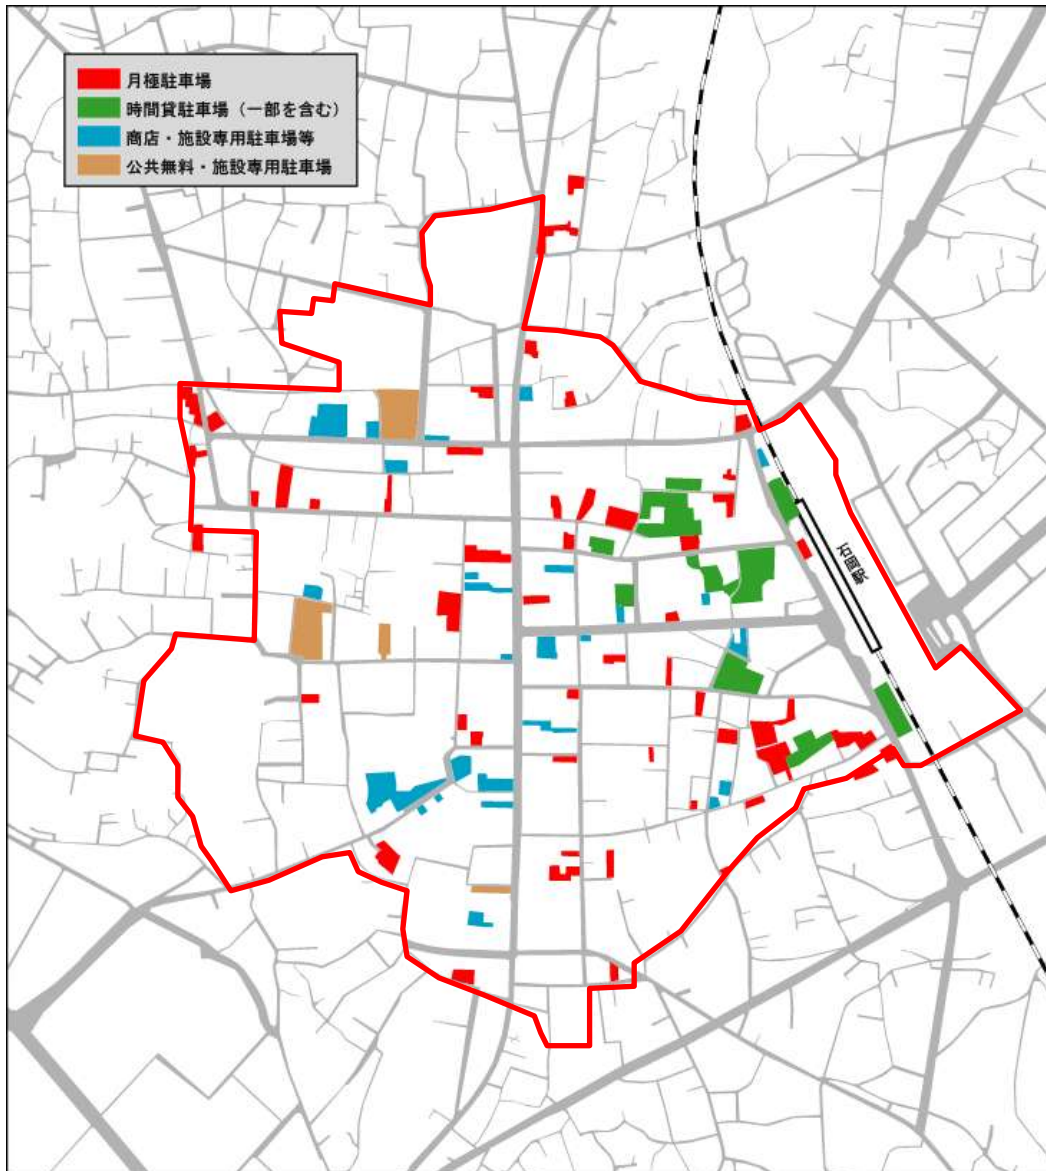 月極駐車場
時間貸駐車場（一部を含む）
商店・施設専用駐車場等
公共無料・施設専用駐車場
石岡駅